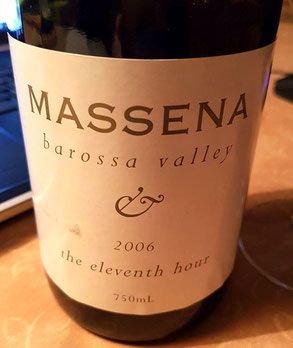 MASSENA
barossa valley
&
2006
the eleventh hour
750mL